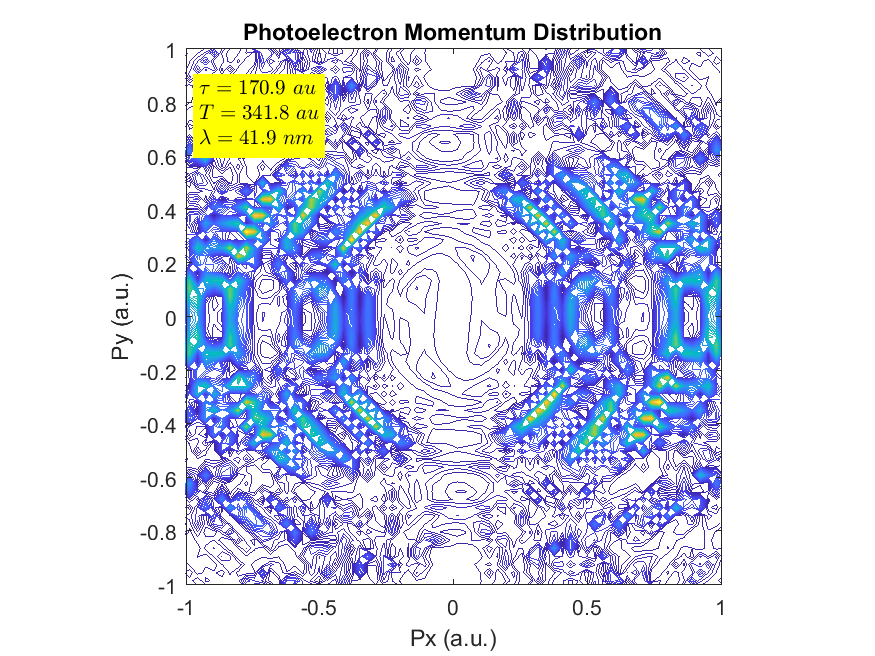 Photoelectron Momentum Distribution
τ = 170.9 au
T = 341.8 au
λ = 41.9 nm
1
0.8
0.6
0.4
0.2
0
-0.2
-0.4
-0.6
-0.8
-1
Py (a.u.)
-1 -0.5 0 0.5 1
Px (a.u.)